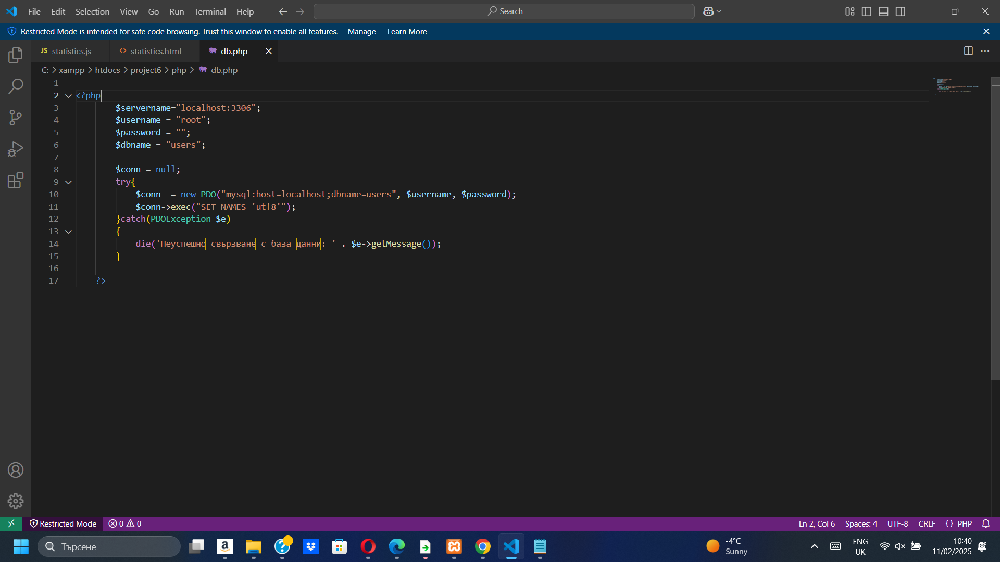 File Edit Selection View Go Run Terminal Help Search
Restricted Mode is intended for safe code browsing. Trust this window to enable all features. Manage Learn More
JS statistics.js <> statistics.html db.php
C: > xampp > htdocs > project6 > php > db.php
1
2 <?php
3 $servername="localhost:3306";
4 $username = "root";
5 $password = "";
6 $dbname = "users";
7
8 $conn = null;
9 try{
10 $conn  = new PDO("mysql:host=localhost;dbname=users", $username, $password);
11 $conn->exec("SET NAMES 'utf8'");
12 }catch(PDOException $e)
13 {
14 die('Неуспешно свързване с база данни: ' . $e->getMessage());
15 }
16
17 ?>
Restricted Mode 0 0 Ln 2, Col 6 Spaces: 4 UTF-8 CRLF {} PHP
Търсене
-4°C
Sunny
ENG
UK
10:40
11/02/2025